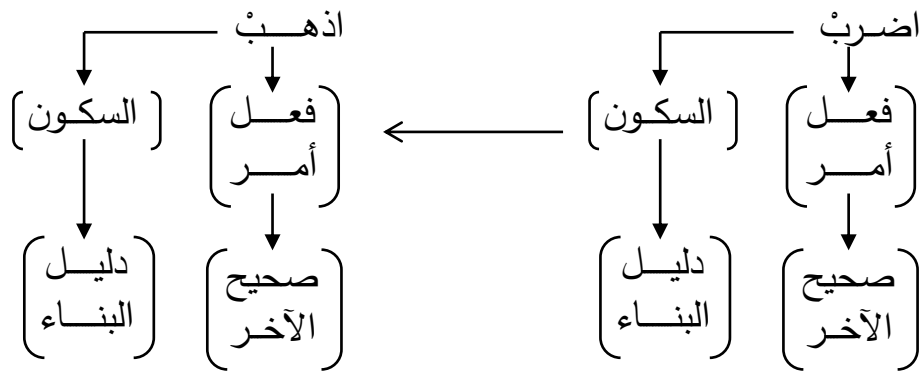 اضربْ
فعل
أمر
صحيح
الآخر
السكون
دليل
البناء
اذهبْ
فعل
أمر
صحيح
الآخر
السكون
دليل
البناء